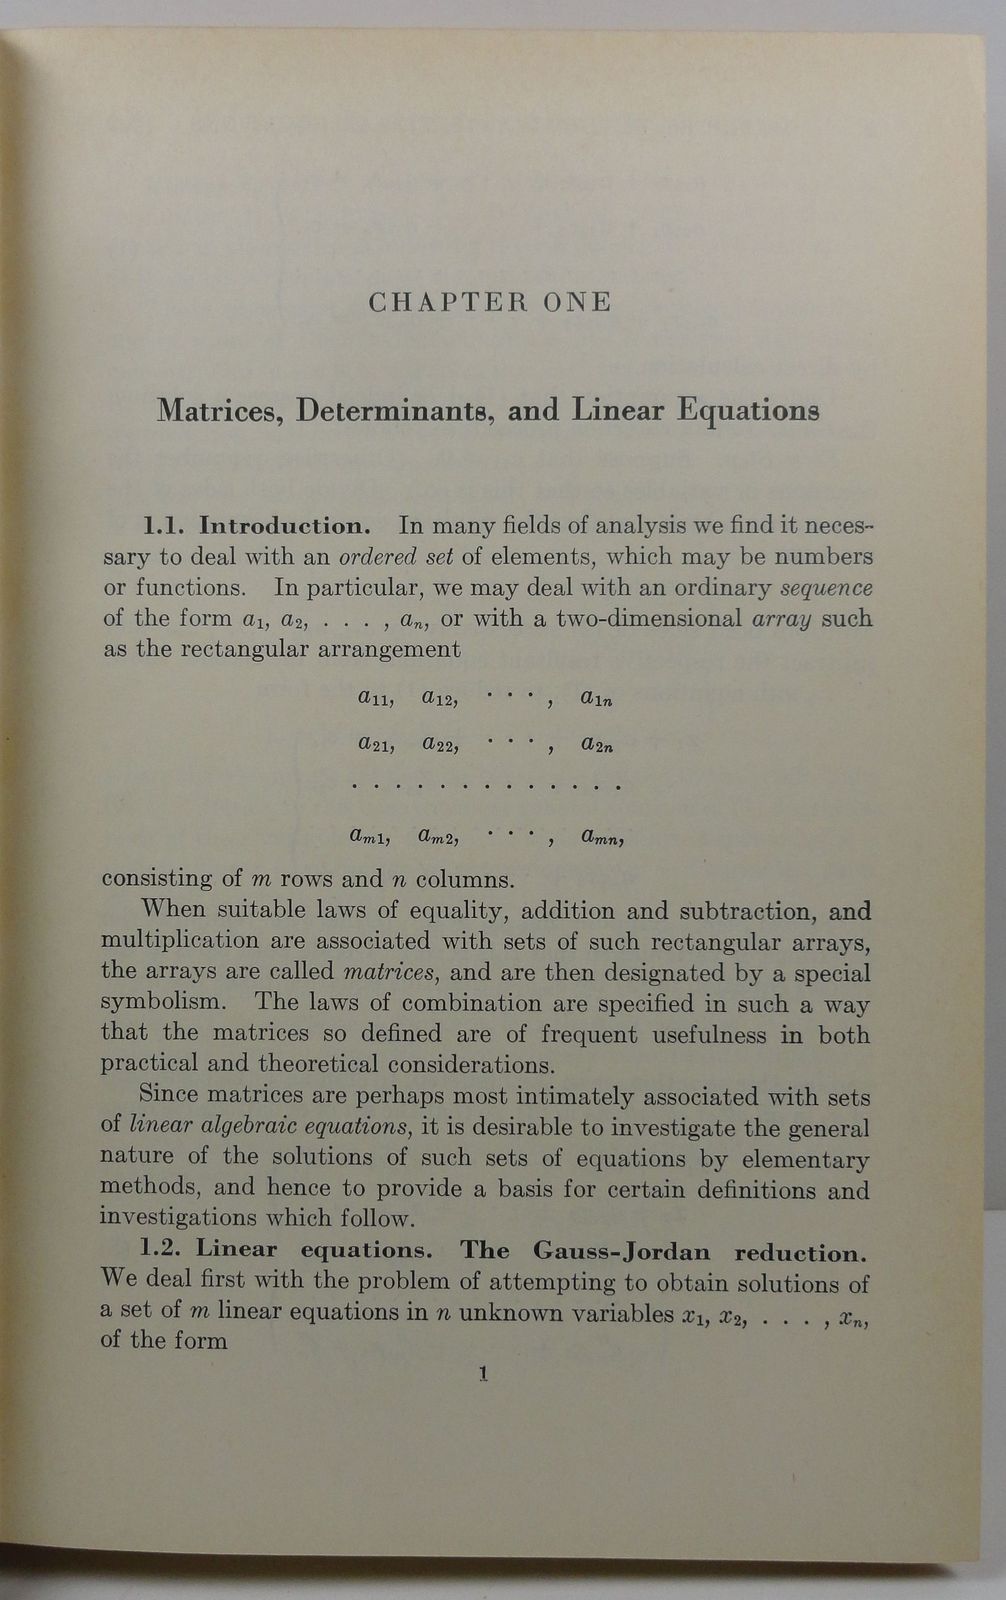 CHAPTER ONE
Matrices, Determinants, and Linear Equations
1.1. Introduction. In many fields of analysis we find it neces-
sary to deal with an ordered set of elements, which may be numbers
or functions. In particular, we may deal with an ordinary sequence
of the form a₁, a₂, . . . , aₙ, or with a two-dimensional array such
as the rectangular arrangement
a₁₁, a₁₂, · · · , a₁ₙ
a₂₁, a₂₂, · · · , a₂ₙ
. . . . . . . . . . . . .
aₘ₁, aₘ₂, · · · , aₘₙ,
consisting of m rows and n columns.
When suitable laws of equality, addition and subtraction, and
multiplication are associated with sets of such rectangular arrays,
the arrays are called matrices, and are then designated by a special
symbolism. The laws of combination are specified in such a way
that the matrices so defined are of frequent usefulness in both
practical and theoretical considerations.
Since matrices are perhaps most intimately associated with sets
of linear algebraic equations, it is desirable to investigate the general
nature of the solutions of such sets of equations by elementary
methods, and hence to provide a basis for certain definitions and
investigations which follow.
1.2. Linear equations. The Gauss-Jordan reduction.
We deal first with the problem of attempting to obtain solutions of
a set of m linear equations in n unknown variables x₁, x₂, . . . , xₙ,
of the form
1